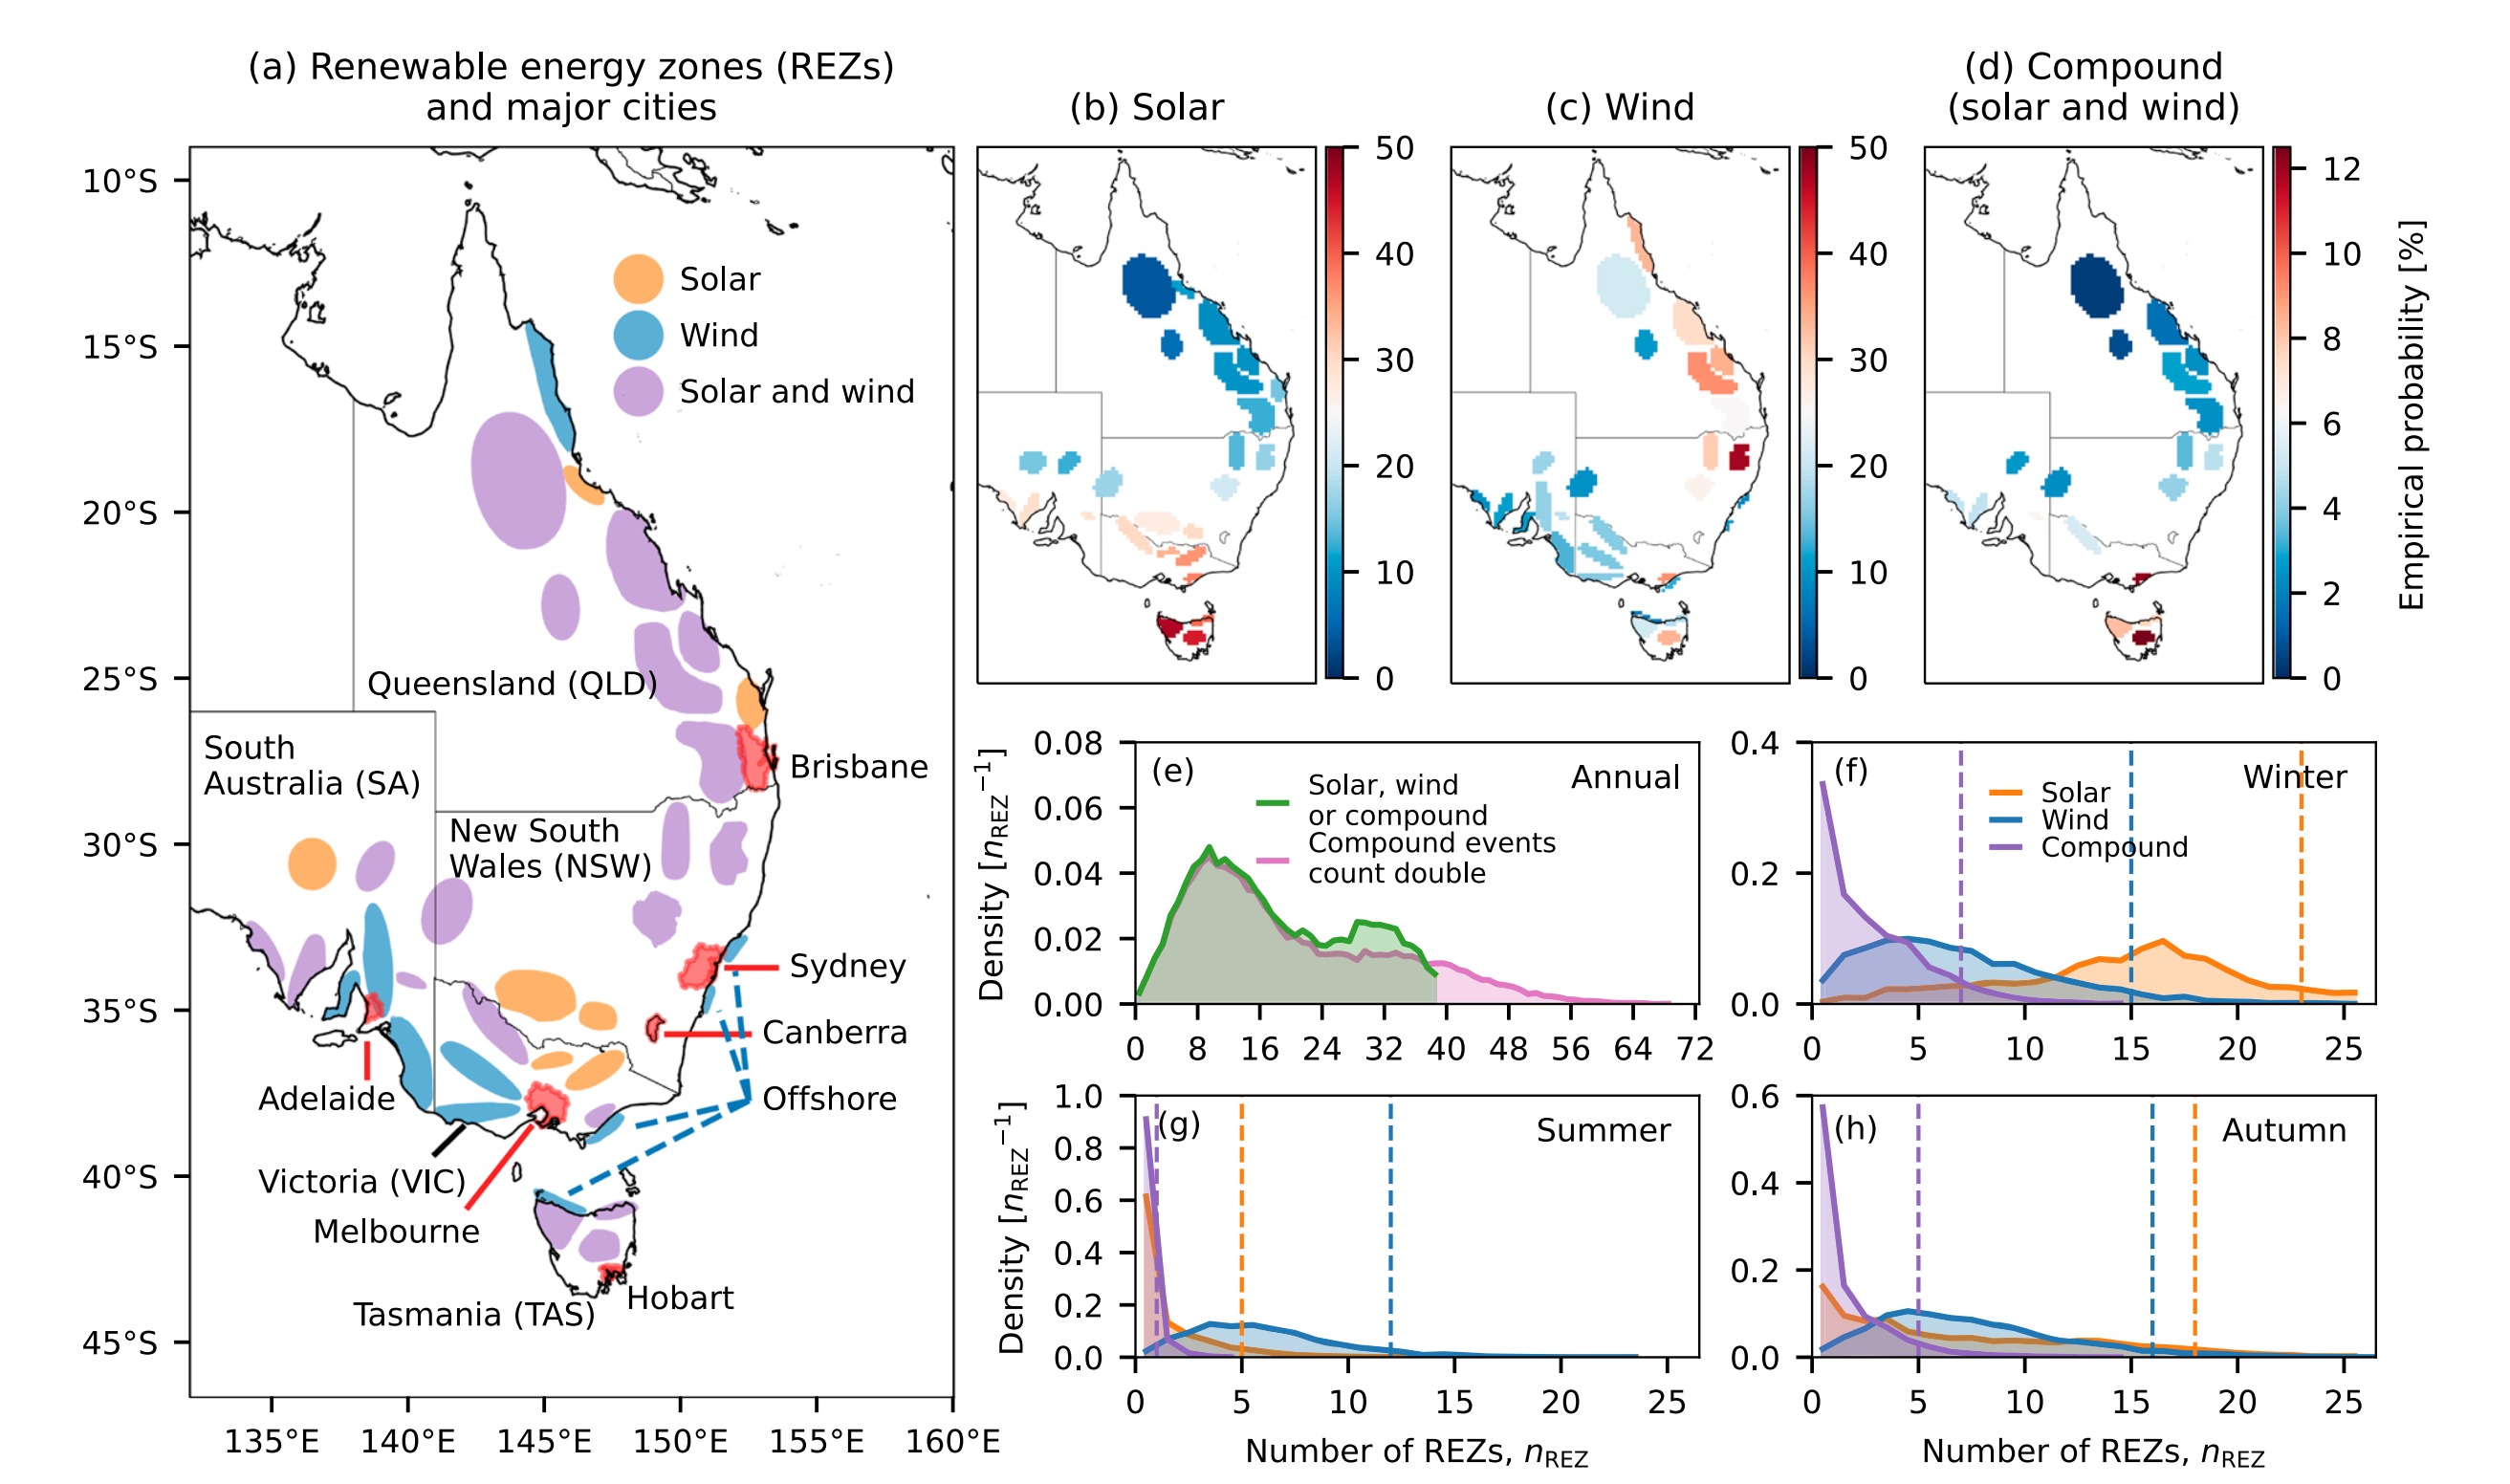 (a) Renewable energy zones (REZs)
and major cities
10°S
15°S
20°S
25°S
30°S
35°S
40°S
45°S
135°E 140°E 145°E 150°E 155°E 160°E
Solar
Wind
Solar and wind
Queensland (QLD)
South
Australia (SA)
New South
Wales (NSW)
Brisbane
Sydney
Canberra
Offshore
Adelaide
Victoria (VIC)
Melbourne
Hobart
Tasmania (TAS)
(b) Solar
50
40
30
20
10
0
(c) Wind
50
40
30
20
10
0
(d) Compound
(solar and wind)
12
10
8
6
4
2
0
Empirical probability [%]
(e)
Annual
Solar, wind
or compound
Compound events
count double
Density [nREZ⁻¹]
0.08
0.06
0.04
0.02
0.00
0 8 16 24 32 40 48 56 64 72
(f)
Winter
Solar
Wind
Compound
0.4
0.2
0.0
0 5 10 15 20 25
(g)
Summer
Density [nREZ⁻¹]
1.0
0.8
0.6
0.4
0.2
0.0
0 5 10 15 20 25
Number of REZs, nREZ
(h)
Autumn
0.6
0.4
0.2
0.0
0 5 10 15 20 25
Number of REZs, nREZ